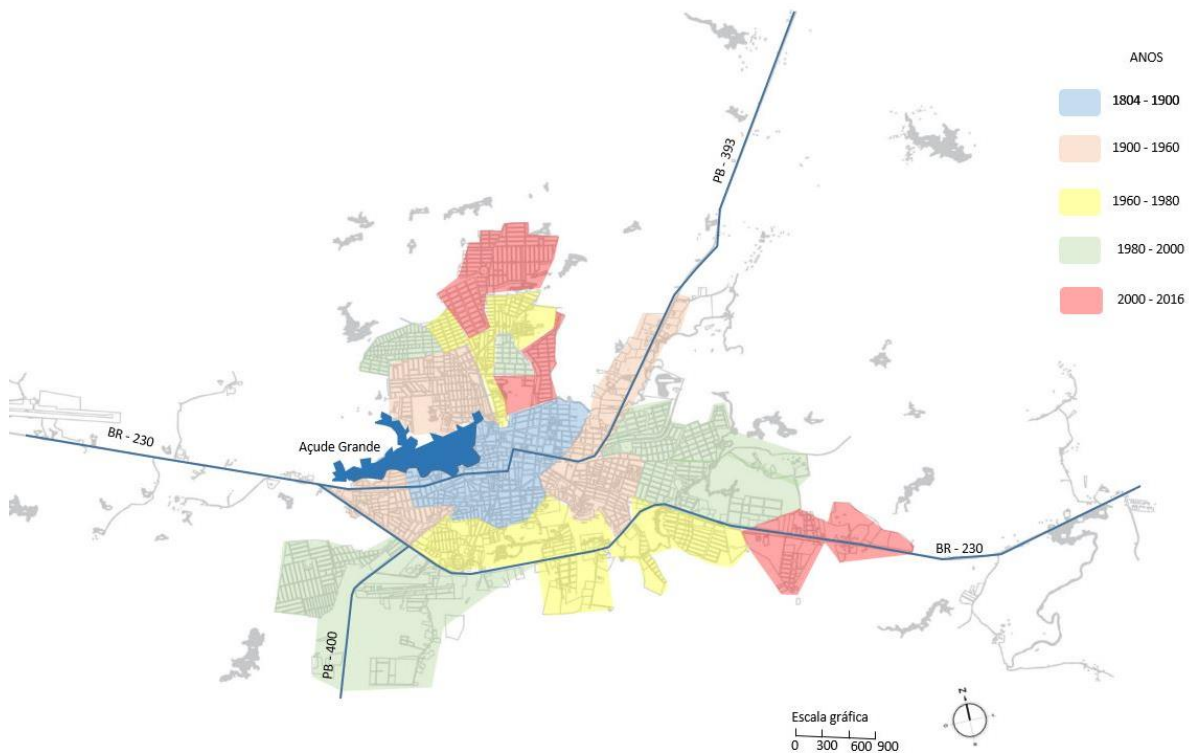 ANOS
1804 - 1900
1900 - 1960
1960 - 1980
1980 - 2000
2000 - 2016
PB - 393
BR - 230
Açude Grande
BR - 230
PB - 400
Escala gráfica
0 300 600 900
N